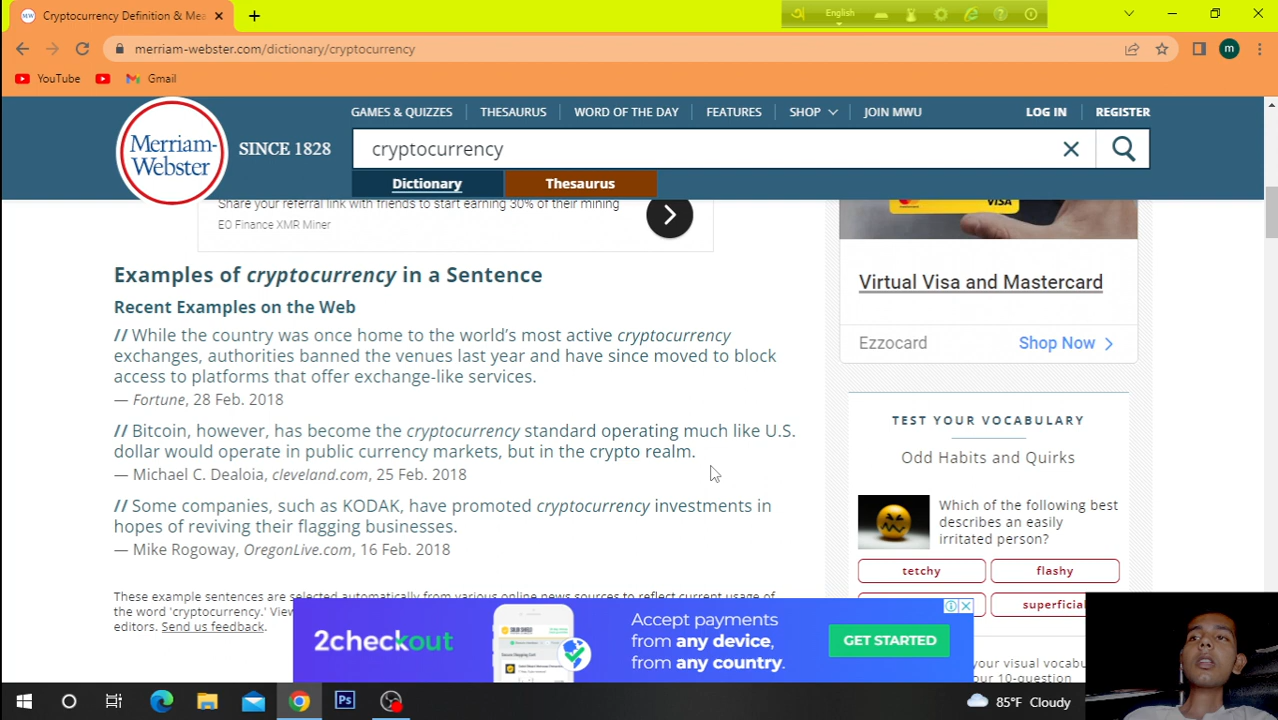 Cryptocurrency Definition & Mea
English
merriam-webster.com/dictionary/cryptocurrency
m
YouTube
Gmail
GAMES & QUIZZES
THESAURUS
WORD OF THE DAY
FEATURES
SHOP
JOIN MWU
LOG IN
REGISTER
Merriam-
Webster
SINCE 1828
cryptocurrency
Dictionary
Thesaurus
Share your referral link with friends to start earning 30% of their mining
EO Finance XMR Miner
VISA
Virtual Visa and Mastercard
Ezzocard
Shop Now
Examples of cryptocurrency in a Sentence
Recent Examples on the Web
// While the country was once home to the world's most active cryptocurrency
exchanges, authorities banned the venues last year and have since moved to block
access to platforms that offer exchange-like services.
— Fortune, 28 Feb. 2018
// Bitcoin, however, has become the cryptocurrency standard operating much like U.S.
dollar would operate in public currency markets, but in the crypto realm.
— Michael C. Dealoia, cleveland.com, 25 Feb. 2018
// Some companies, such as KODAK, have promoted cryptocurrency investments in
hopes of reviving their flagging businesses.
— Mike Rogoway, OregonLive.com, 16 Feb. 2018
These example sentences are selected automatically from various online news sources to reflect current usage of
the word 'cryptocurrency.' View
editors. Send us feedback.
TEST YOUR VOCABULARY
Odd Habits and Quirks
Which of the following best
describes an easily
irritated person?
tetchy
flashy
superficial
your visual vocabu
our 10-question
2checkout
Accept payments
from any device,
from any country.
GET STARTED
Ps
85°F Cloudy